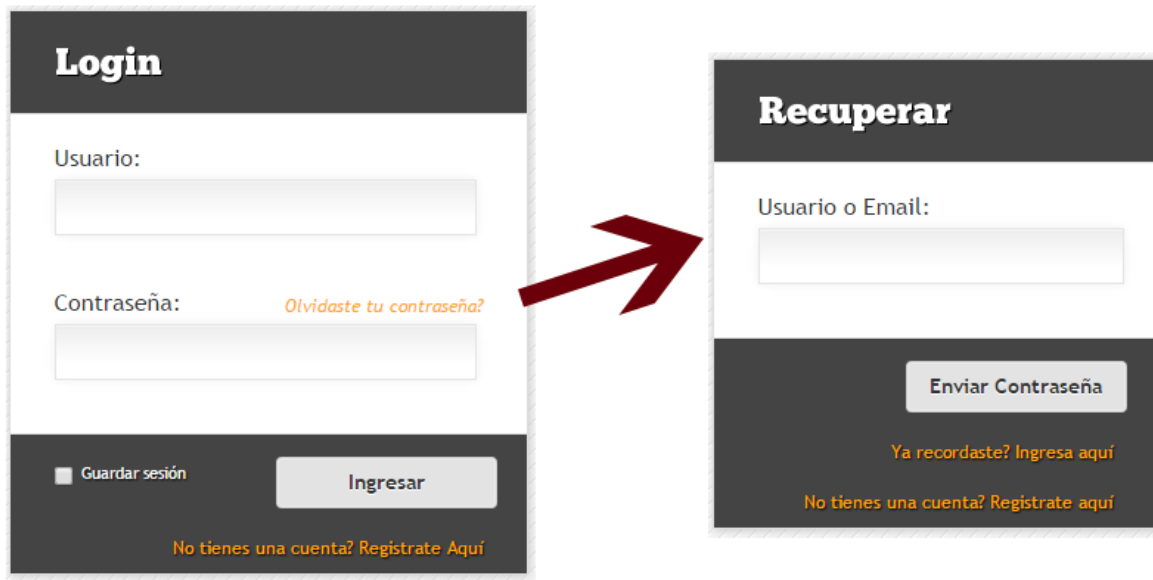 Login
Usuario:
Contraseña:
Olvidaste tu contraseña?
Guardar sesión
Ingresar
No tienes una cuenta? Registrate Aquí
Recuperar
Usuario o Email:
Enviar Contraseña
Ya recordaste? Ingresa aquí
No tienes una cuenta? Registrate aquí